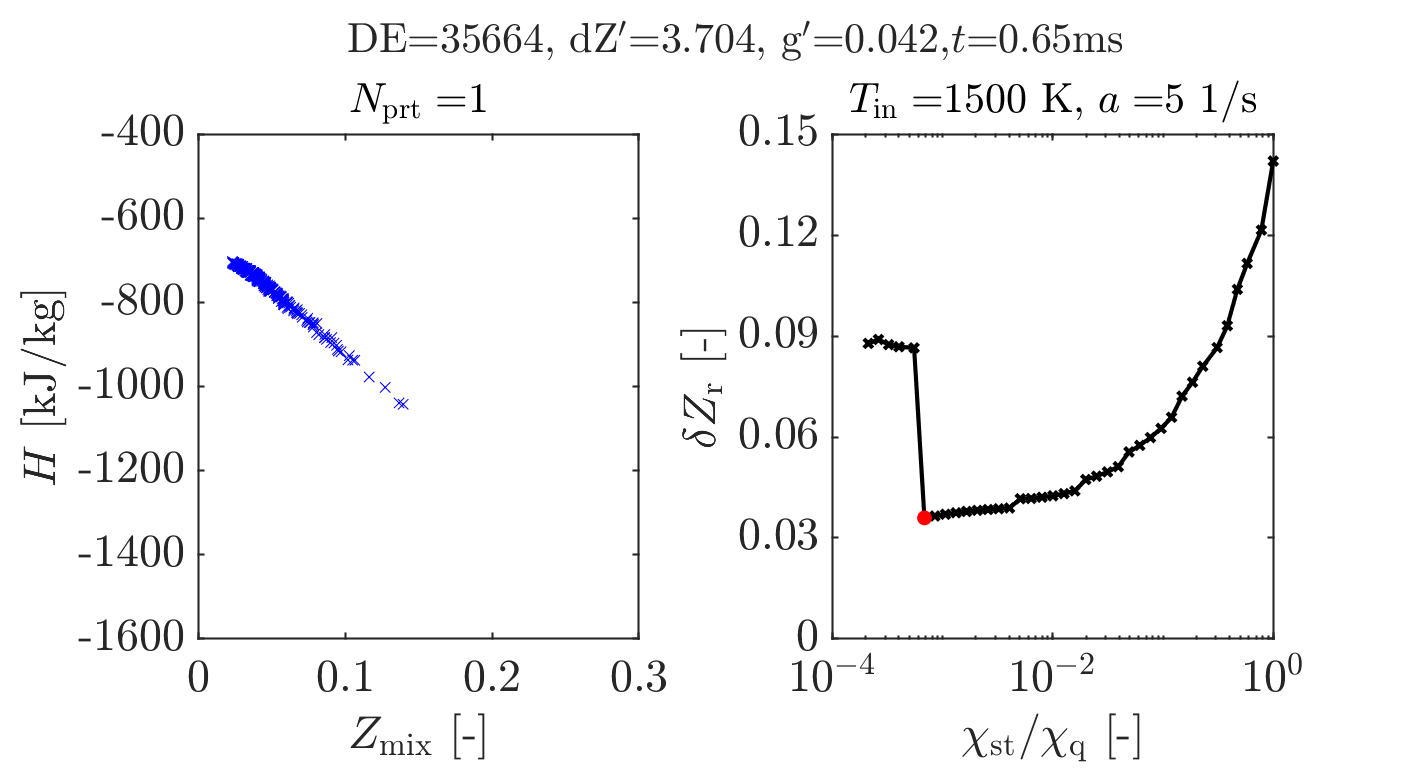 DE=35664, dZ′=3.704, g′=0.042,t=0.65ms
N_prt =1
-400
-600
-800
-1000
-1200
-1400
-1600
H [kJ/kg]
0 0.1 0.2 0.3
Z_mix [-]
T_in =1500 K, a =5 1/s
0.15
0.12
0.09
0.06
0.03
0
δZ_r [-]
10^-4 10^-2 10^0
χ_st/χ_q [-]